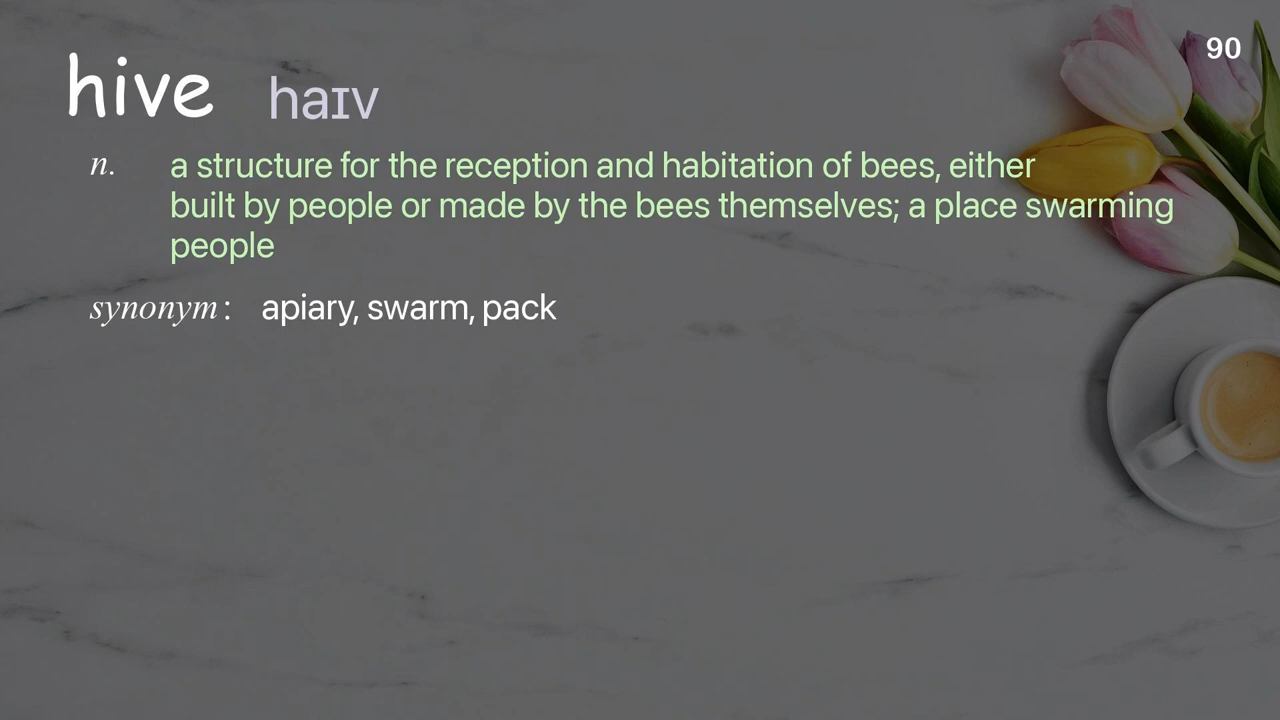 90
hive haɪv
n. a structure for the reception and habitation of bees, either
built by people or made by the bees themselves; a place swarming
people
synonym : apiary, swarm, pack